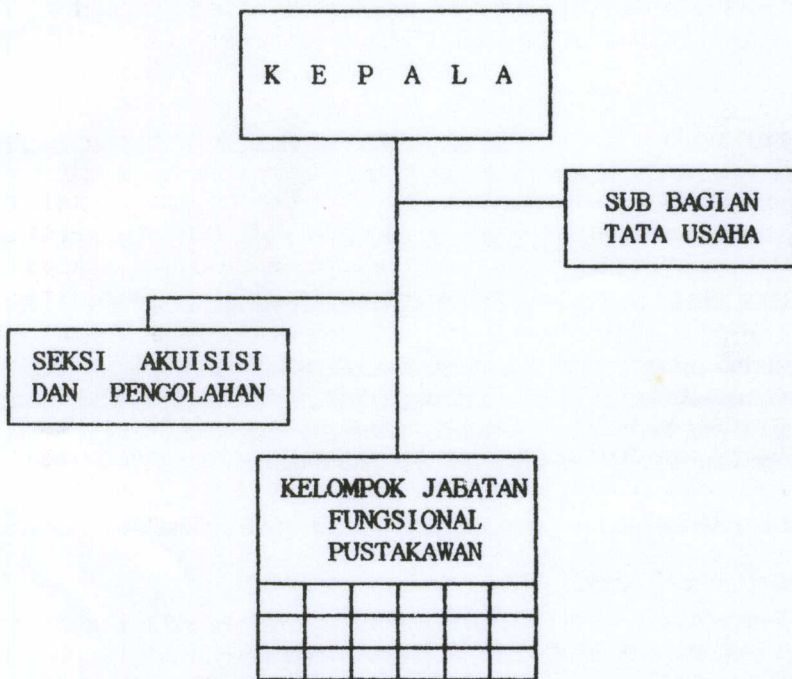 K E P A L A
SUB BAGIAN
TATA USAHA
SEKSI AKUISISI
DAN PENGOLAHAN
KELOMPOK JABATAN
FUNGSIONAL
PUSTAKAWAN